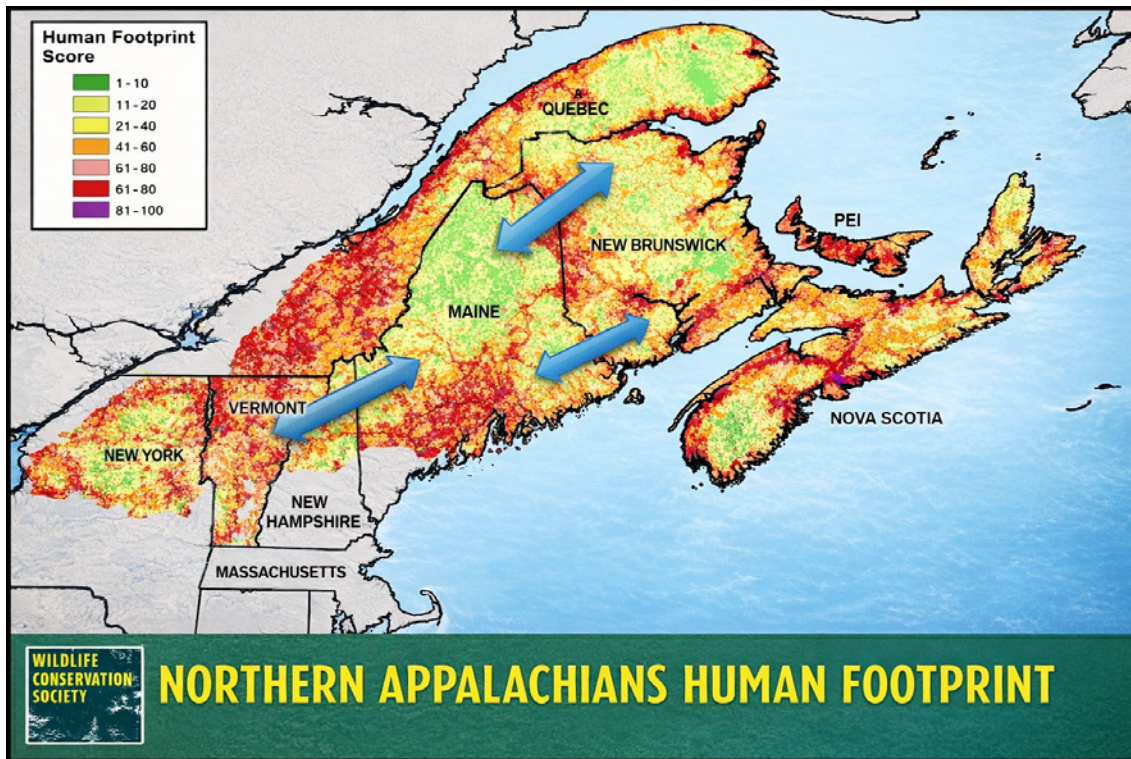 Human Footprint
Score
1 - 10
11 - 20
21 - 40
41 - 60
61 - 80
61 - 80
81 - 100
QUEBEC
PEI
NEW BRUNSWICK
MAINE
VERMONT
NOVA SCOTIA
NEW YORK
NEW
HAMPSHIRE
MASSACHUSETTS
WILDLIFE
CONSERVATION
SOCIETY
NORTHERN APPALACHIANS HUMAN FOOTPRINT